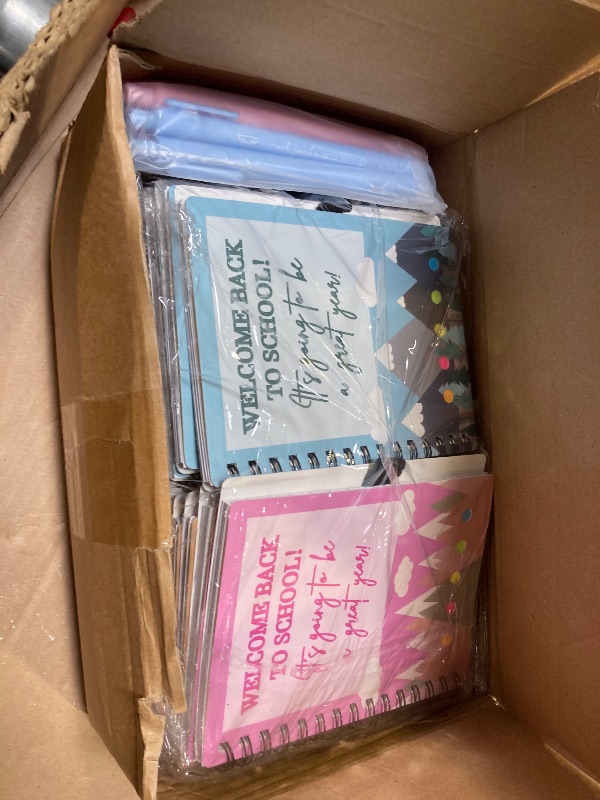 WELCOME BACK
TO SCHOOL!
It's going to be
a great year!
WELCOME BACK
TO SCHOOL!
It's going to be
a great year!